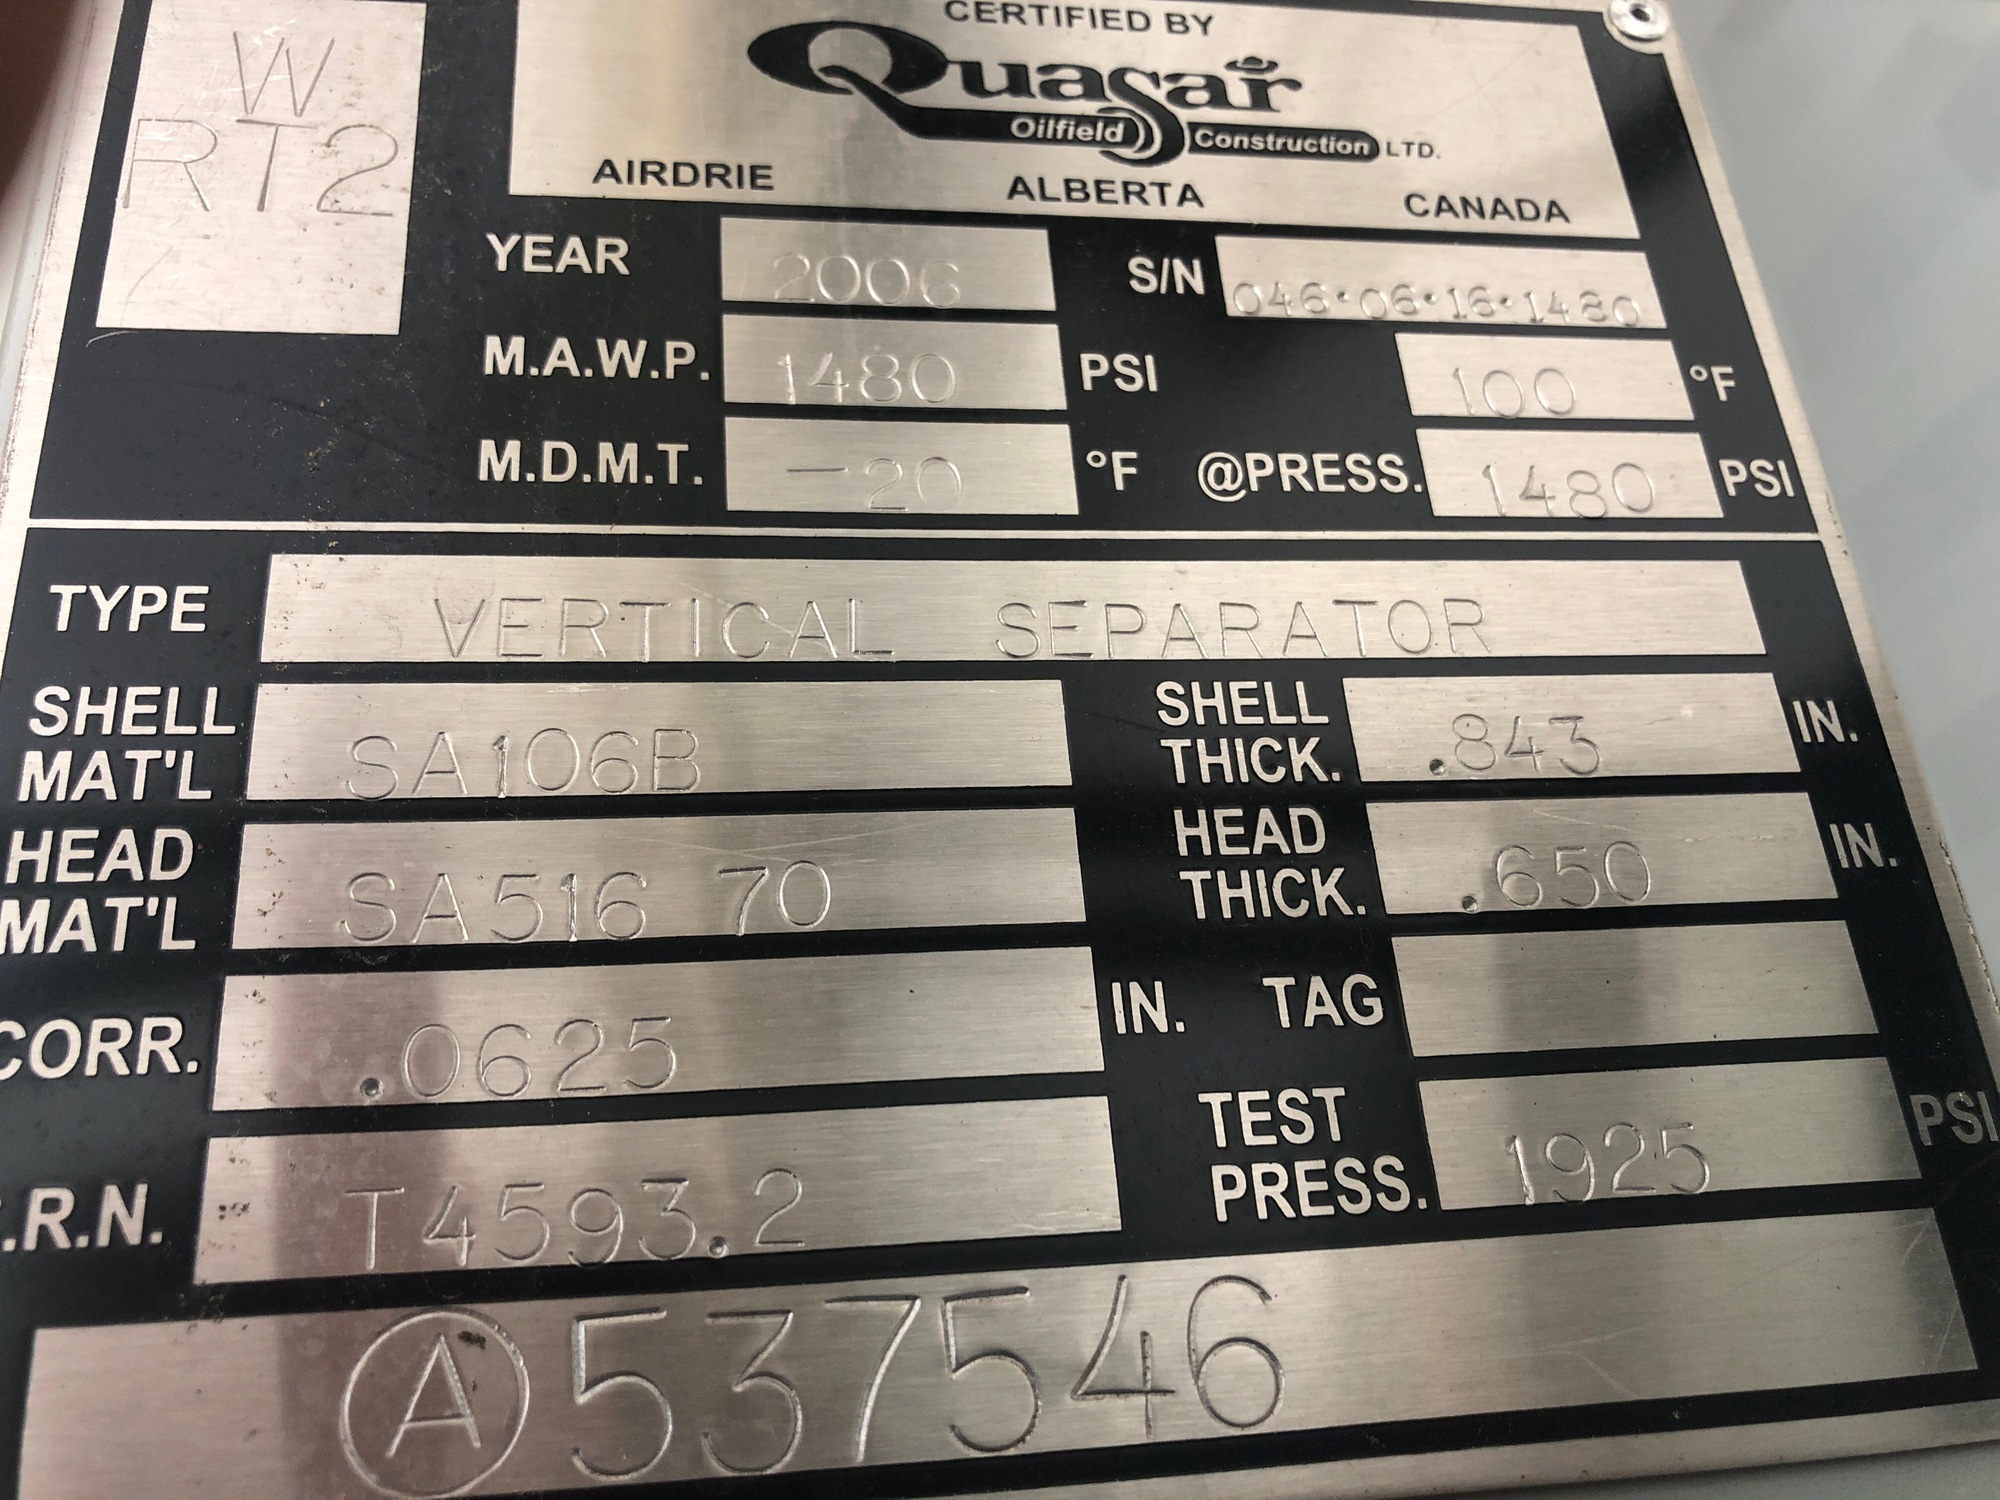 CERTIFIED BY
W
RT2
Quasar
Oilfield Construction LTD.
AIRDRIE ALBERTA CANADA
YEAR 2006 S/N 046·06·16·1480
M.A.W.P. 1480 PSI 100 °F
M.D.M.T. -20 °F @PRESS. 1480 PSI
TYPE VERTICAL SEPARATOR
SHELL MAT'L SA106B SHELL THICK. .843 IN.
HEAD MAT'L SA516 70 HEAD THICK. .650 IN.
CORR. .0625 IN. TAG
.R.N. T4593.2 TEST PRESS. 1925 PSI
Ⓐ537546